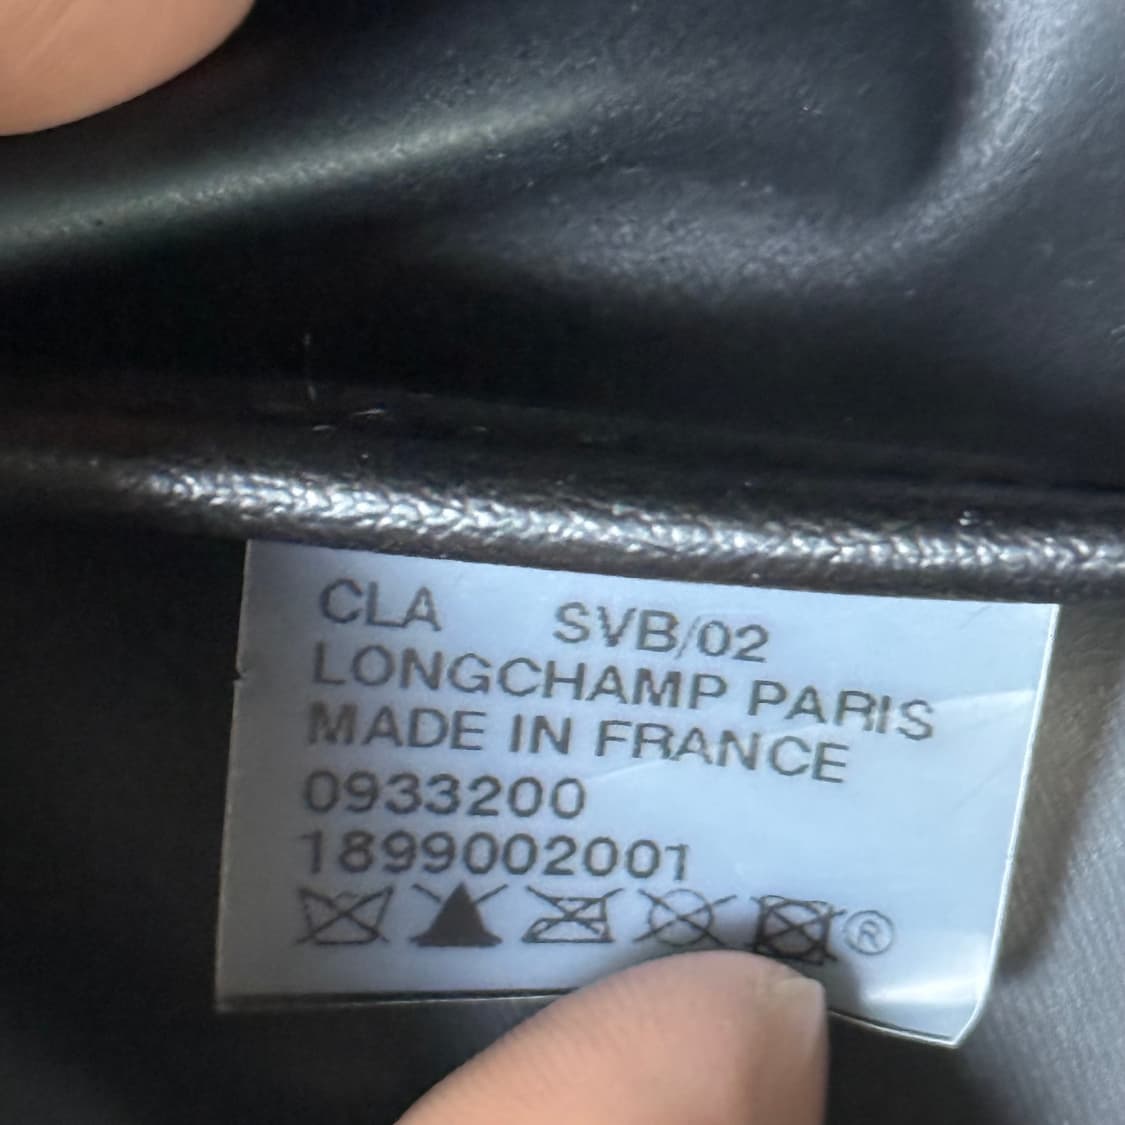 CLA SVB/02
LONGCHAMP PARIS
MADE IN FRANCE
0933200
1899002001
®